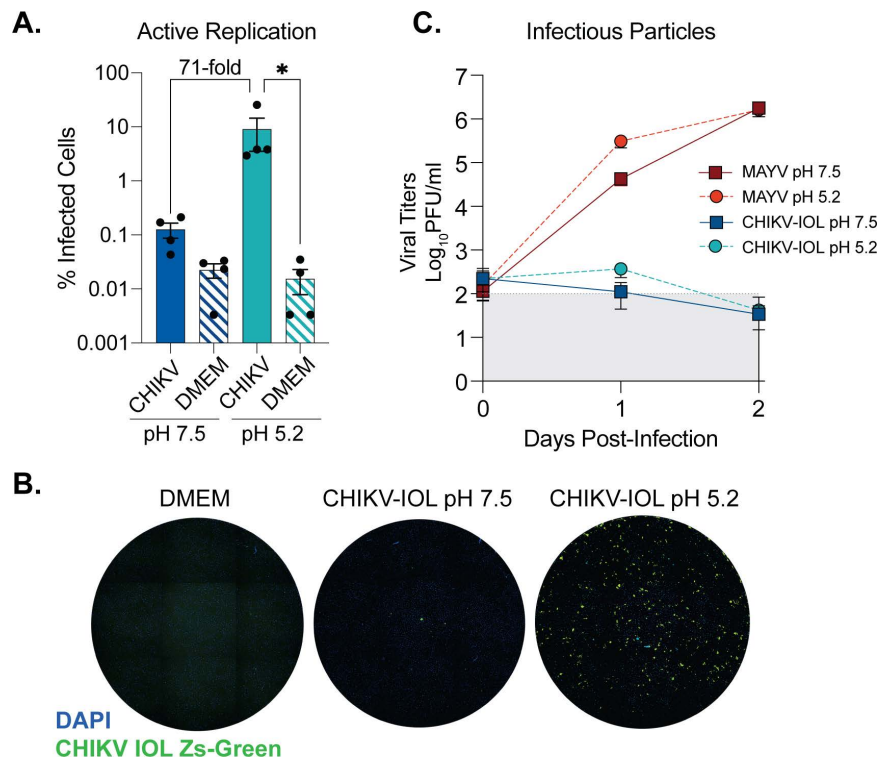 A.
Active Replication
71-fold
*
% Infected Cells
100
10
1
0.1
0.01
0.001
CHIKV
DMEM
CHIKV
DMEM
pH 7.5
pH 5.2
C.
Infectious Particles
Viral Titers
Log10PFU/ml
7
6
5
4
3
2
1
0
0
1
2
Days Post-Infection
MAYV pH 7.5
MAYV pH 5.2
CHIKV-IOL pH 7.5
CHIKV-IOL pH 5.2
B.
DMEM
CHIKV-IOL pH 7.5
CHIKV-IOL pH 5.2
DAPI
CHIKV IOL Zs-Green